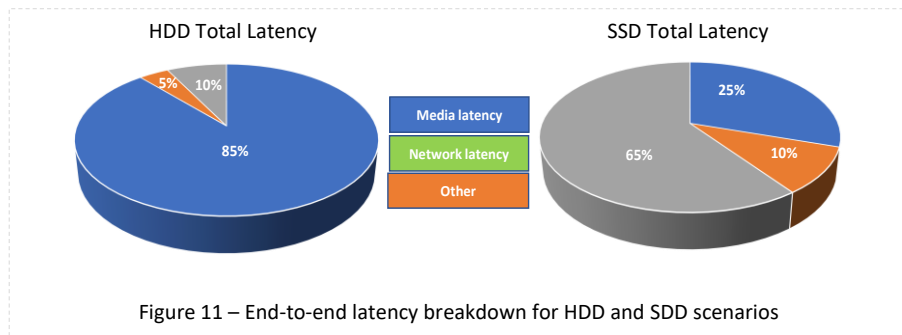 HDD Total Latency
SSD Total Latency
5%
10%
85%
Media latency
Network latency
Other
25%
10%
65%
Figure 11 – End-to-end latency breakdown for HDD and SDD scenarios